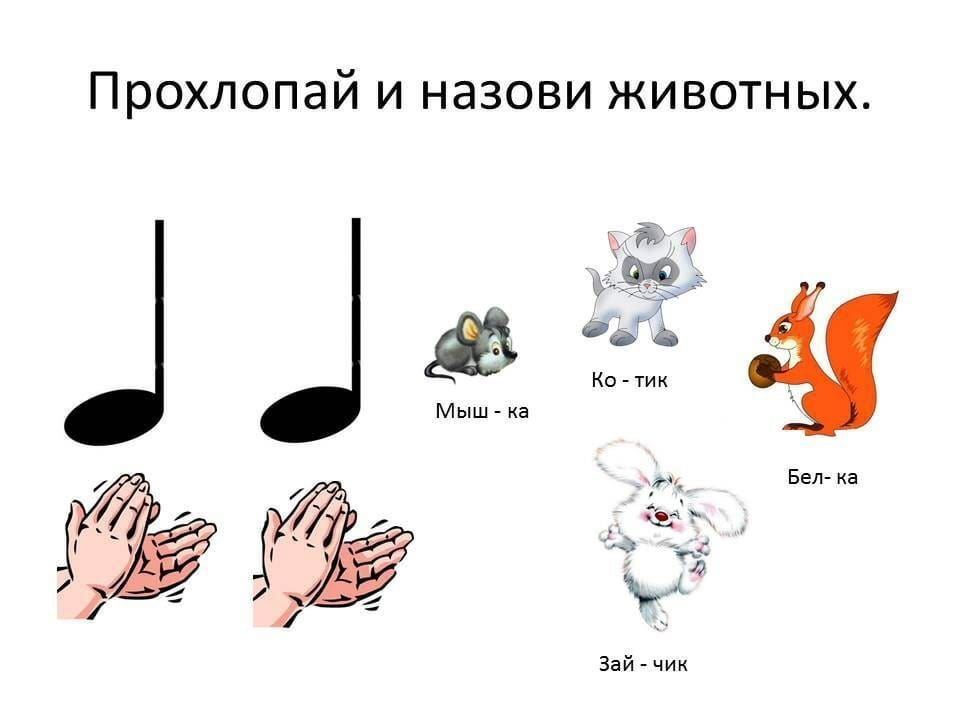 Прохлопай и назови животных.
Ко - тик
Мыш - ка
Бел- ка
Зай - чик